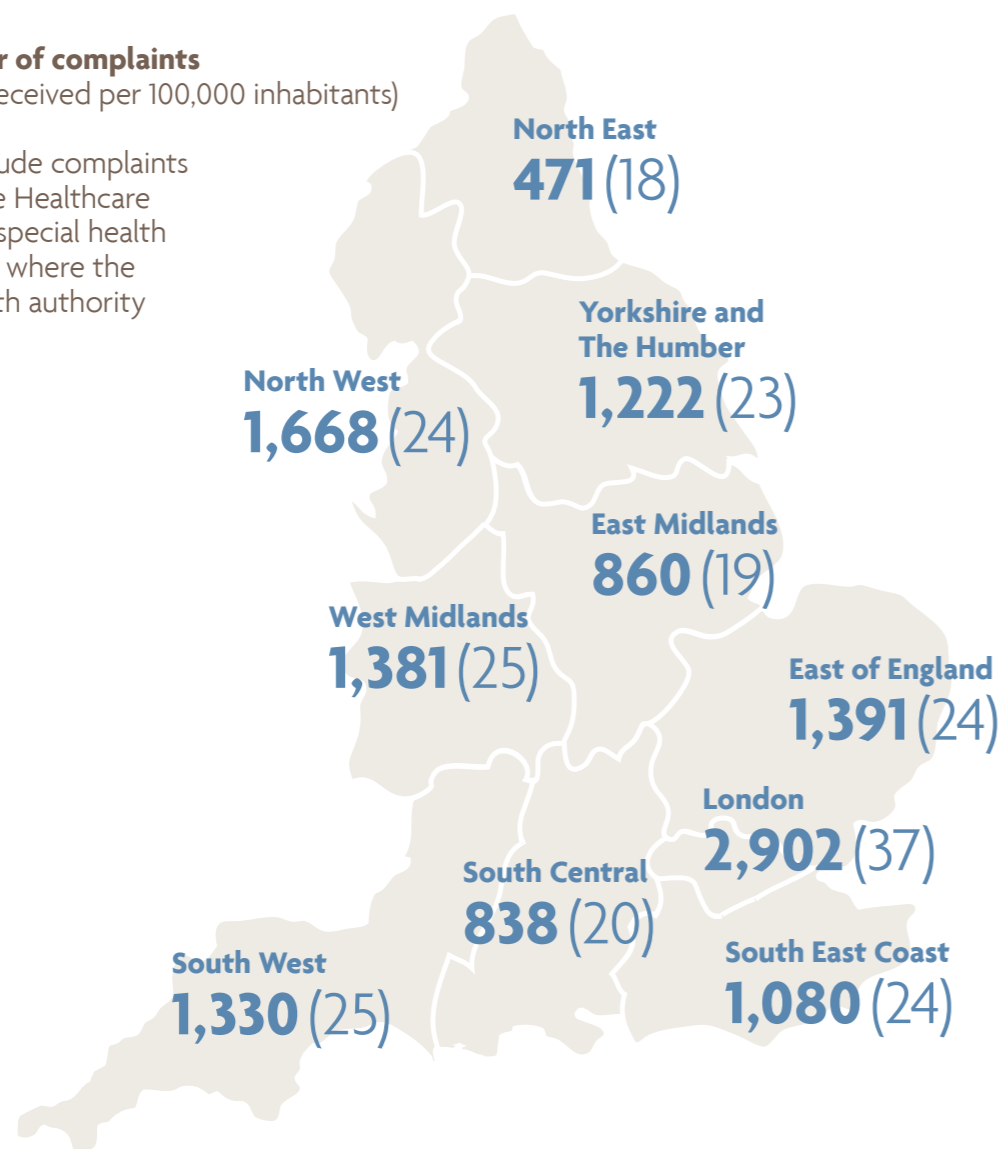 of complaints
per 100,000 inhabitants)
complaints
Healthcare
special health
where the
authority
North East
471 (18)
Yorkshire and
The Humber
1,222 (23)
North West
1,668 (24)
East Midlands
860 (19)
West Midlands
1,381 (25)
East of England
1,391 (24)
London
2,902 (37)
South Central
838 (20)
South East Coast
1,080 (24)
South West
1,330 (25)